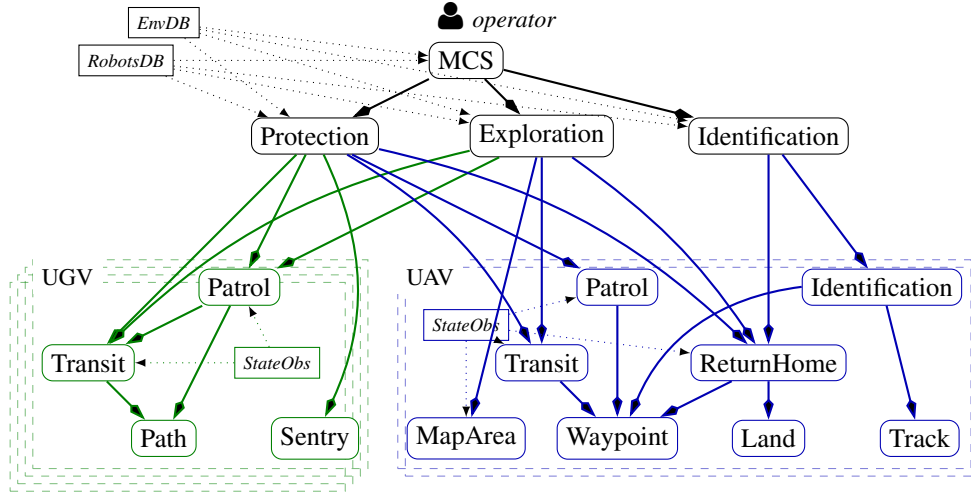 EnvDB
operator
RobotsDB
MCS
Protection
Exploration
Identification
UGV
UAV
Patrol
Patrol
Identification
StateObs
Transit
StateObs
Transit
ReturnHome
Path
Sentry
MapArea
Waypoint
Land
Track